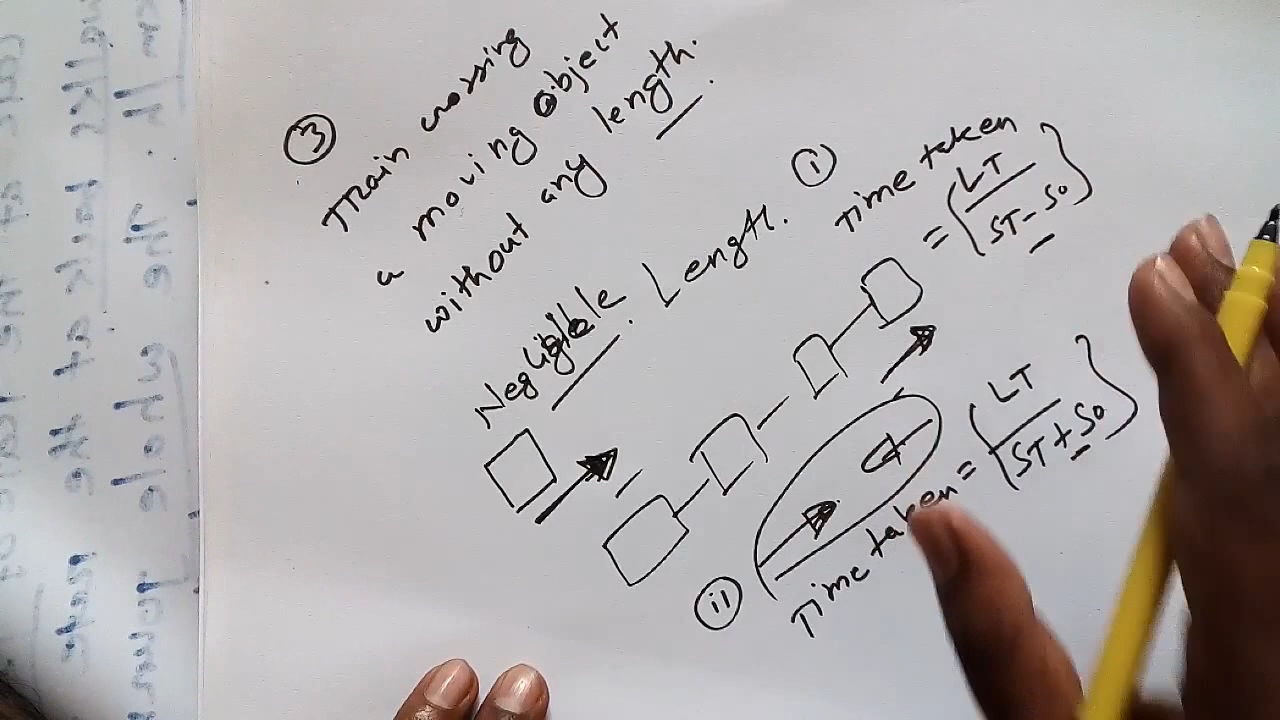 ③
Train crossing
a moving object
without any length.
Negligible Length.
(i)
Time taken
= {LT / ST - So}
(ii)
Time taken = {LT / ST + So}